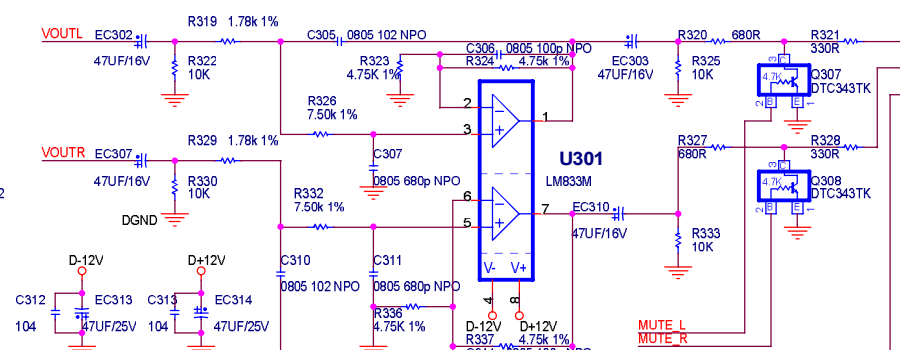 R319 1.78k 1%
VOUTL EC302 C305 0805 102 NPO R320 680R R321
C306 0805 100p NPO 330R
47UF/16V R322 10K R323 4.75K 1% R324 4.75k 1% EC303 47UF/16V R325 10K
3 C Q307
4.7K DTC343TK
2 B E 1
R326
7.50k 1%
2
3
1
R329 1.78k 1% R327 680R R328 330R
VOUTR EC307 C307 U301
47UF/16V R330 10K 0805 680p NPO LM833M
3 C Q308
4.7K DTC343TK
2 B E 1
R332
7.50k 1%
6
5
7
DGND EC310
47UF/16V
R333
10K
D-12V D+12V C310 C311 V- V+
0805 102 NPO 0805 680p NPO
C312 EC313 C313 EC314 4 8
104 47UF/25V 104 47UF/25V
R336
4.75K 1%
D-12V D+12V
R337 4.75k 1%
MUTE_L
MUTE_R